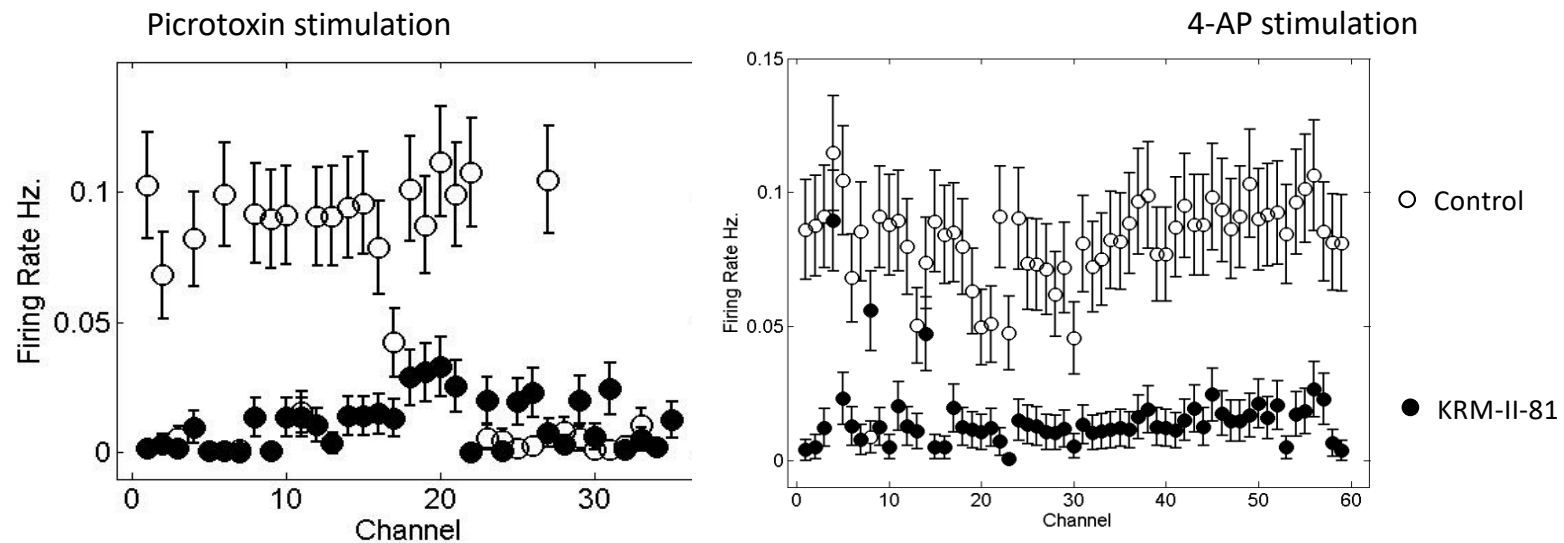 Picrotoxin stimulation
0.1
0.05
0
Firing Rate Hz.
0
10
20
30
Channel
4-AP stimulation
0.15
0.1
0.05
0
Firing Rate Hz.
0
10
20
30
40
50
60
Channel
Control
KRM-II-81